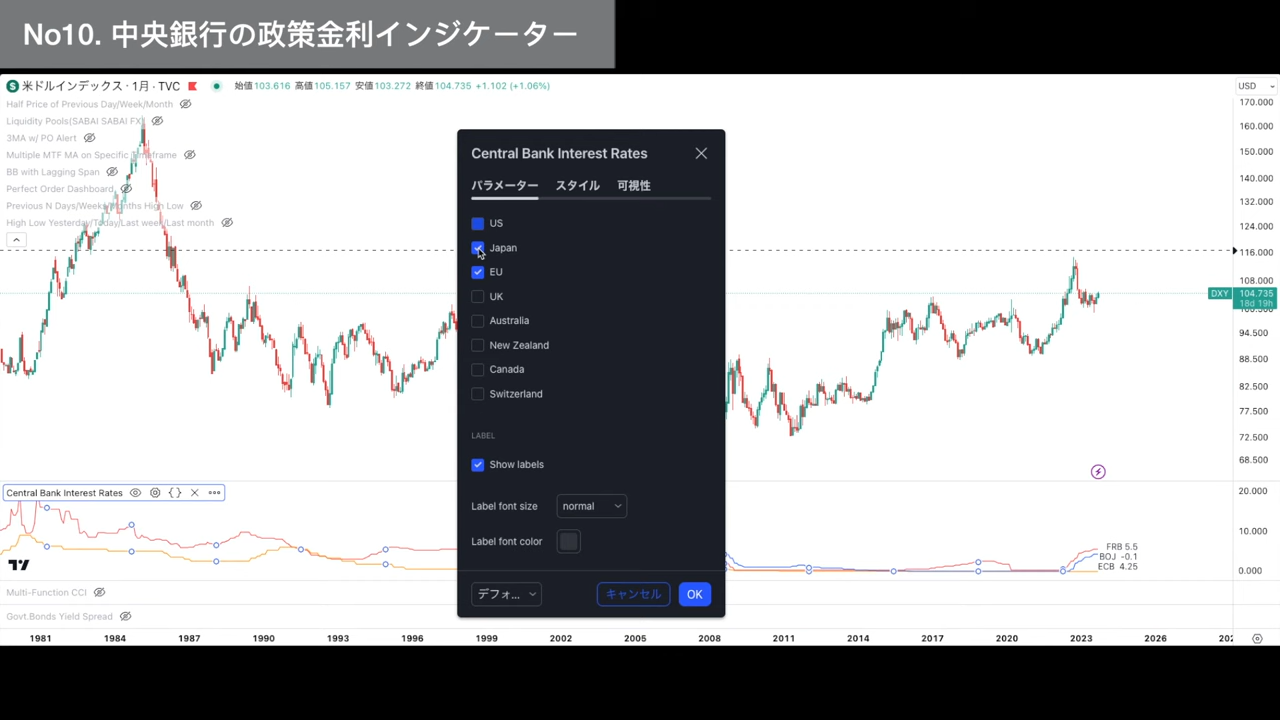 No10. 中央銀行の政策金利インジケーター
米ドルインデックス · 1月 · TVC 始値103.616 高値105.157 安値103.272 終値104.735 +1.102 (+1.06%)
USD
Half Price of Previous Day/Week/Month
Liquidity Pools(SABAI SABAI FX)
3MA w/ PO Alert
Multiple MTF MA on Specific Timeframe
BB with Lagging Span
Perfect Order Dashboard
Previous N Days/Weeks/Months High Low
High Low Yesterday/Today/Last week/Last month
170.000
160.000
150.000
140.000
132.000
124.000
116.000
108.000
DXY 104.735
18d 19h
100.500
94.500
88.500
82.500
77.500
72.500
68.500
Central Bank Interest Rates
パラメーター スタイル 可視性
US
Japan
EU
UK
Australia
New Zealand
Canada
Switzerland
LABEL
Show labels
Label font size normal
Label font color
デフォ... キャンセル OK
Central Bank Interest Rates
20.000
10.000
0.000
FRB 5.5
BOJ -0.1
ECB 4.25
Multi-Function CCI
Govt.Bonds Yield Spread
1981 1984 1987 1990 1993 1996 1999 2002 2005 2008 2011 2014 2017 2020 2023 2026